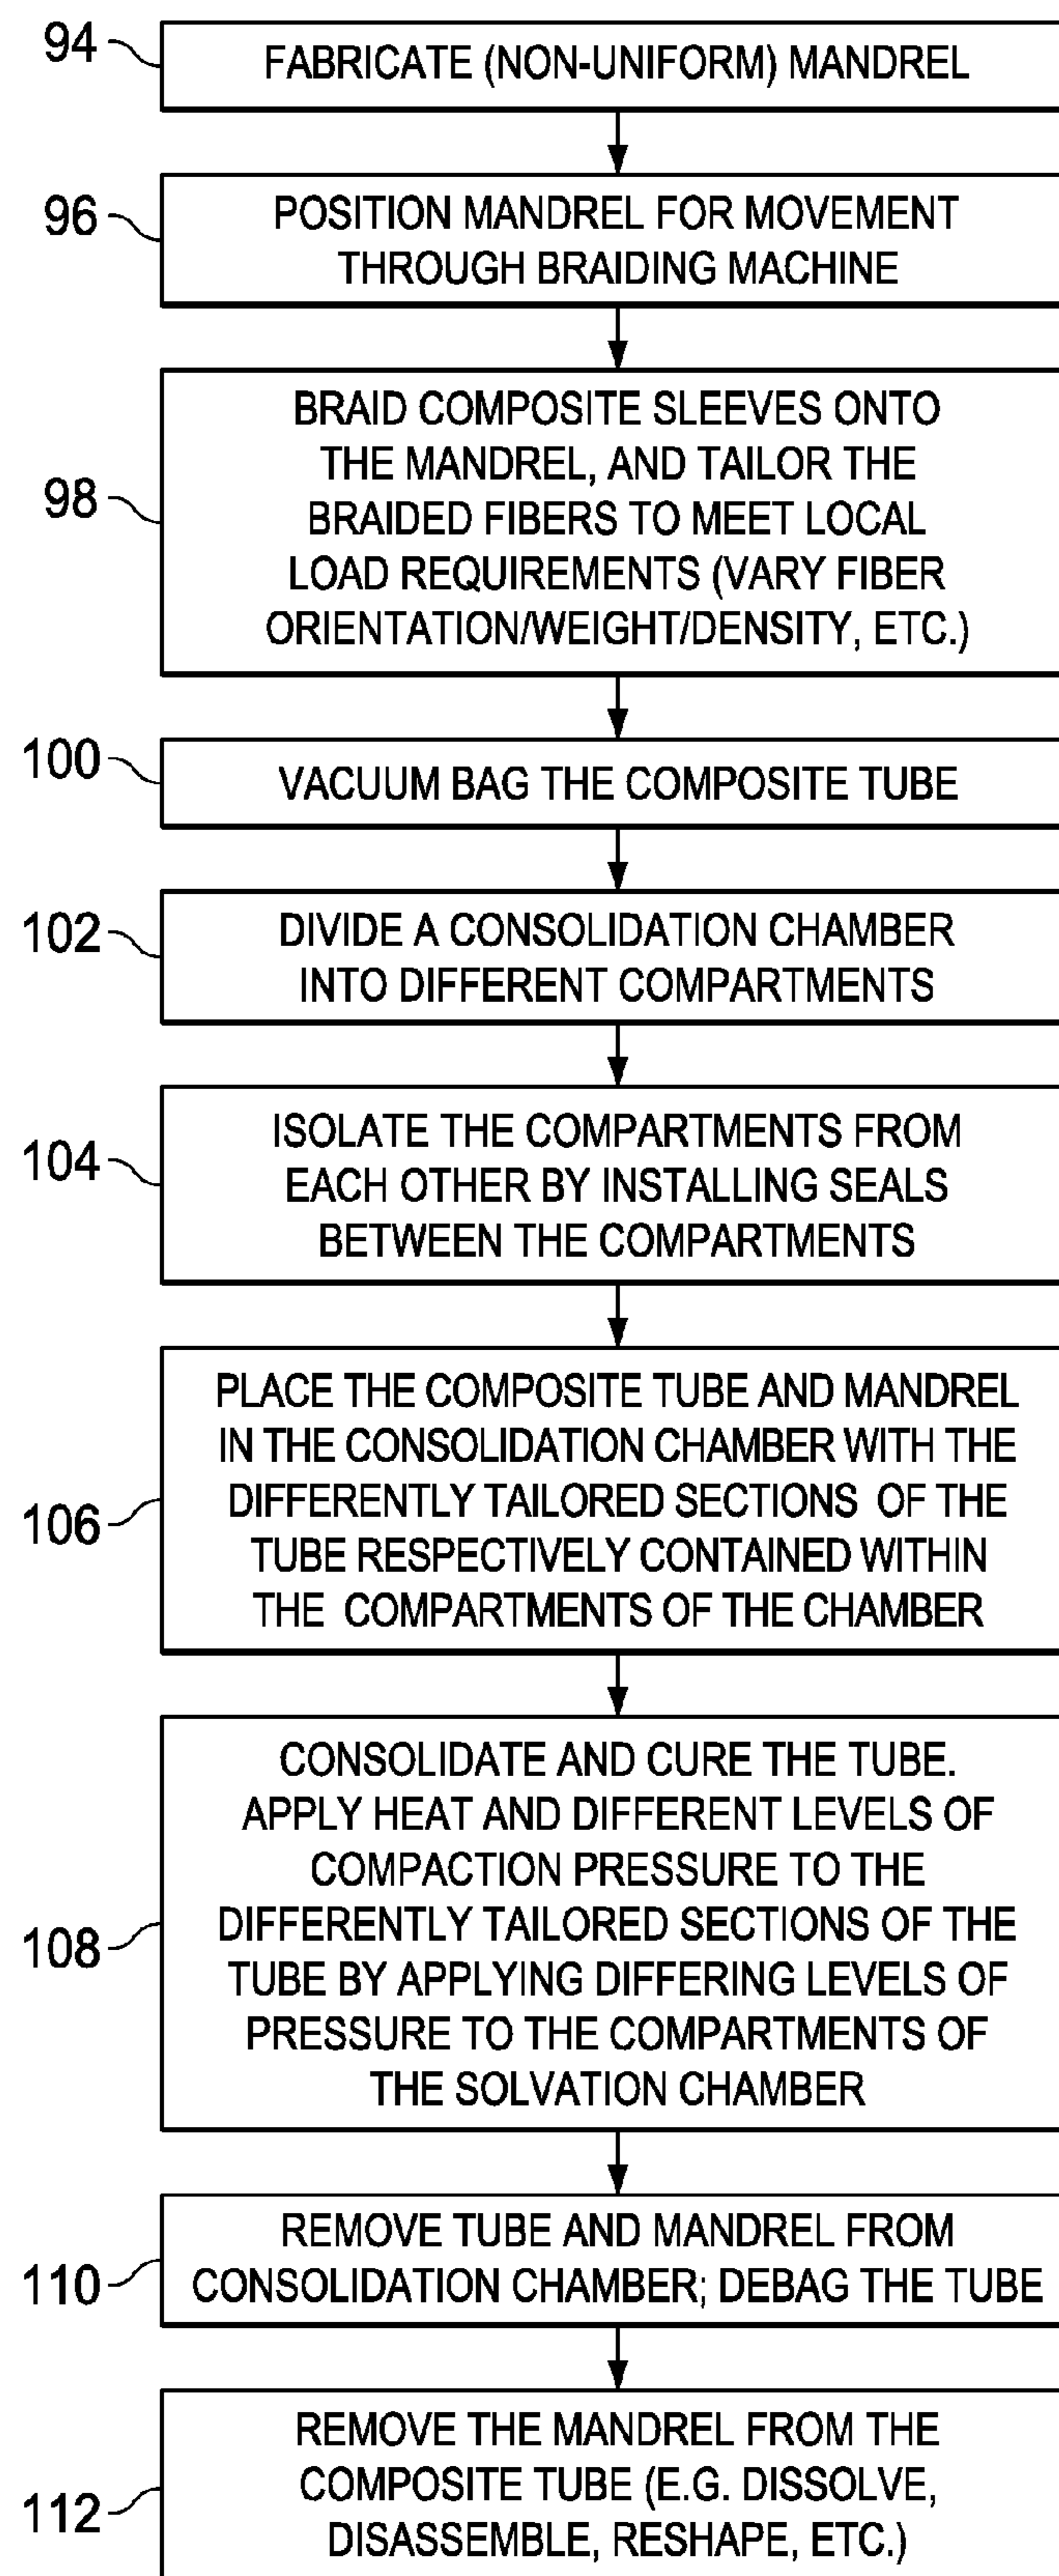 94
FABRICATE (NON-UNIFORM) MANDREL
96
POSITION MANDREL FOR MOVEMENT
THROUGH BRAIDING MACHINE
98
BRAID COMPOSITE SLEEVES ONTO
THE MANDREL, AND TAILOR THE
BRAIDED FIBERS TO MEET LOCAL
LOAD REQUIREMENTS (VARY FIBER
ORIENTATION/WEIGHT/DENSITY, ETC.)
100
VACUUM BAG THE COMPOSITE TUBE
102
DIVIDE A CONSOLIDATION CHAMBER
INTO DIFFERENT COMPARTMENTS
104
ISOLATE THE COMPARTMENTS FROM
EACH OTHER BY INSTALLING SEALS
BETWEEN THE COMPARTMENTS
106
PLACE THE COMPOSITE TUBE AND MANDREL
IN THE CONSOLIDATION CHAMBER WITH THE
DIFFERENTLY TAILORED SECTIONS OF THE
TUBE RESPECTIVELY CONTAINED WITHIN
THE COMPARTMENTS OF THE CHAMBER
108
CONSOLIDATE AND CURE THE TUBE.
APPLY HEAT AND DIFFERENT LEVELS OF
COMPACTION PRESSURE TO THE
DIFFERENTLY TAILORED SECTIONS OF THE
TUBE BY APPLYING DIFFERING LEVELS OF
PRESSURE TO THE COMPARTMENTS OF
THE SOLVATION CHAMBER
110
REMOVE TUBE AND MANDREL FROM
CONSOLIDATION CHAMBER; DEBAG THE TUBE
112
REMOVE THE MANDREL FROM THE
COMPOSITE TUBE (E.G. DISSOLVE,
DISASSEMBLE, RESHAPE, ETC.)